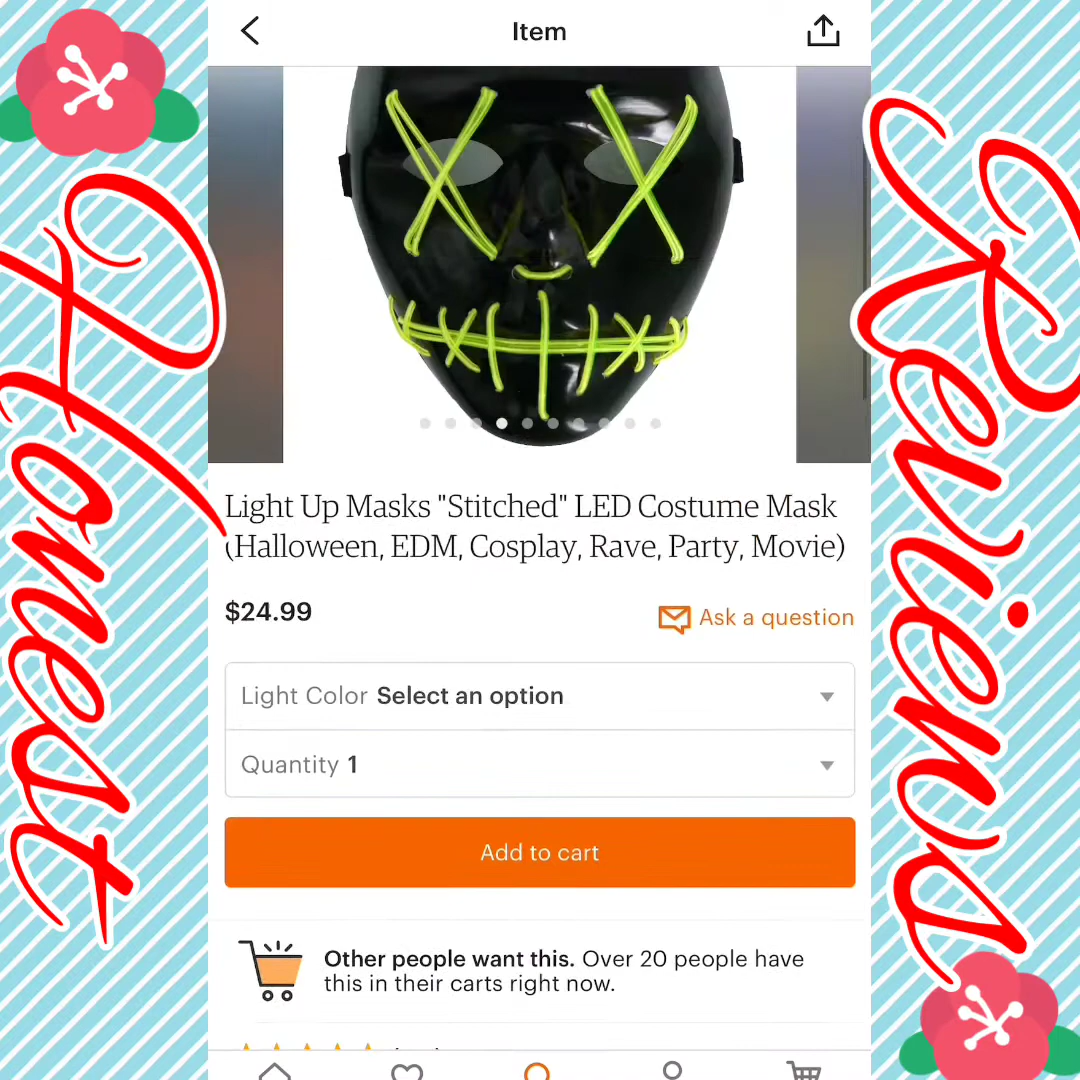 Item
Honest
Reviews
Light Up Masks "Stitched" LED Costume Mask
(Halloween, EDM, Cosplay, Rave, Party, Movie)
$24.99
Ask a question
Light Color Select an option
Quantity 1
Add to cart
Other people want this. Over 20 people have
this in their carts right now.